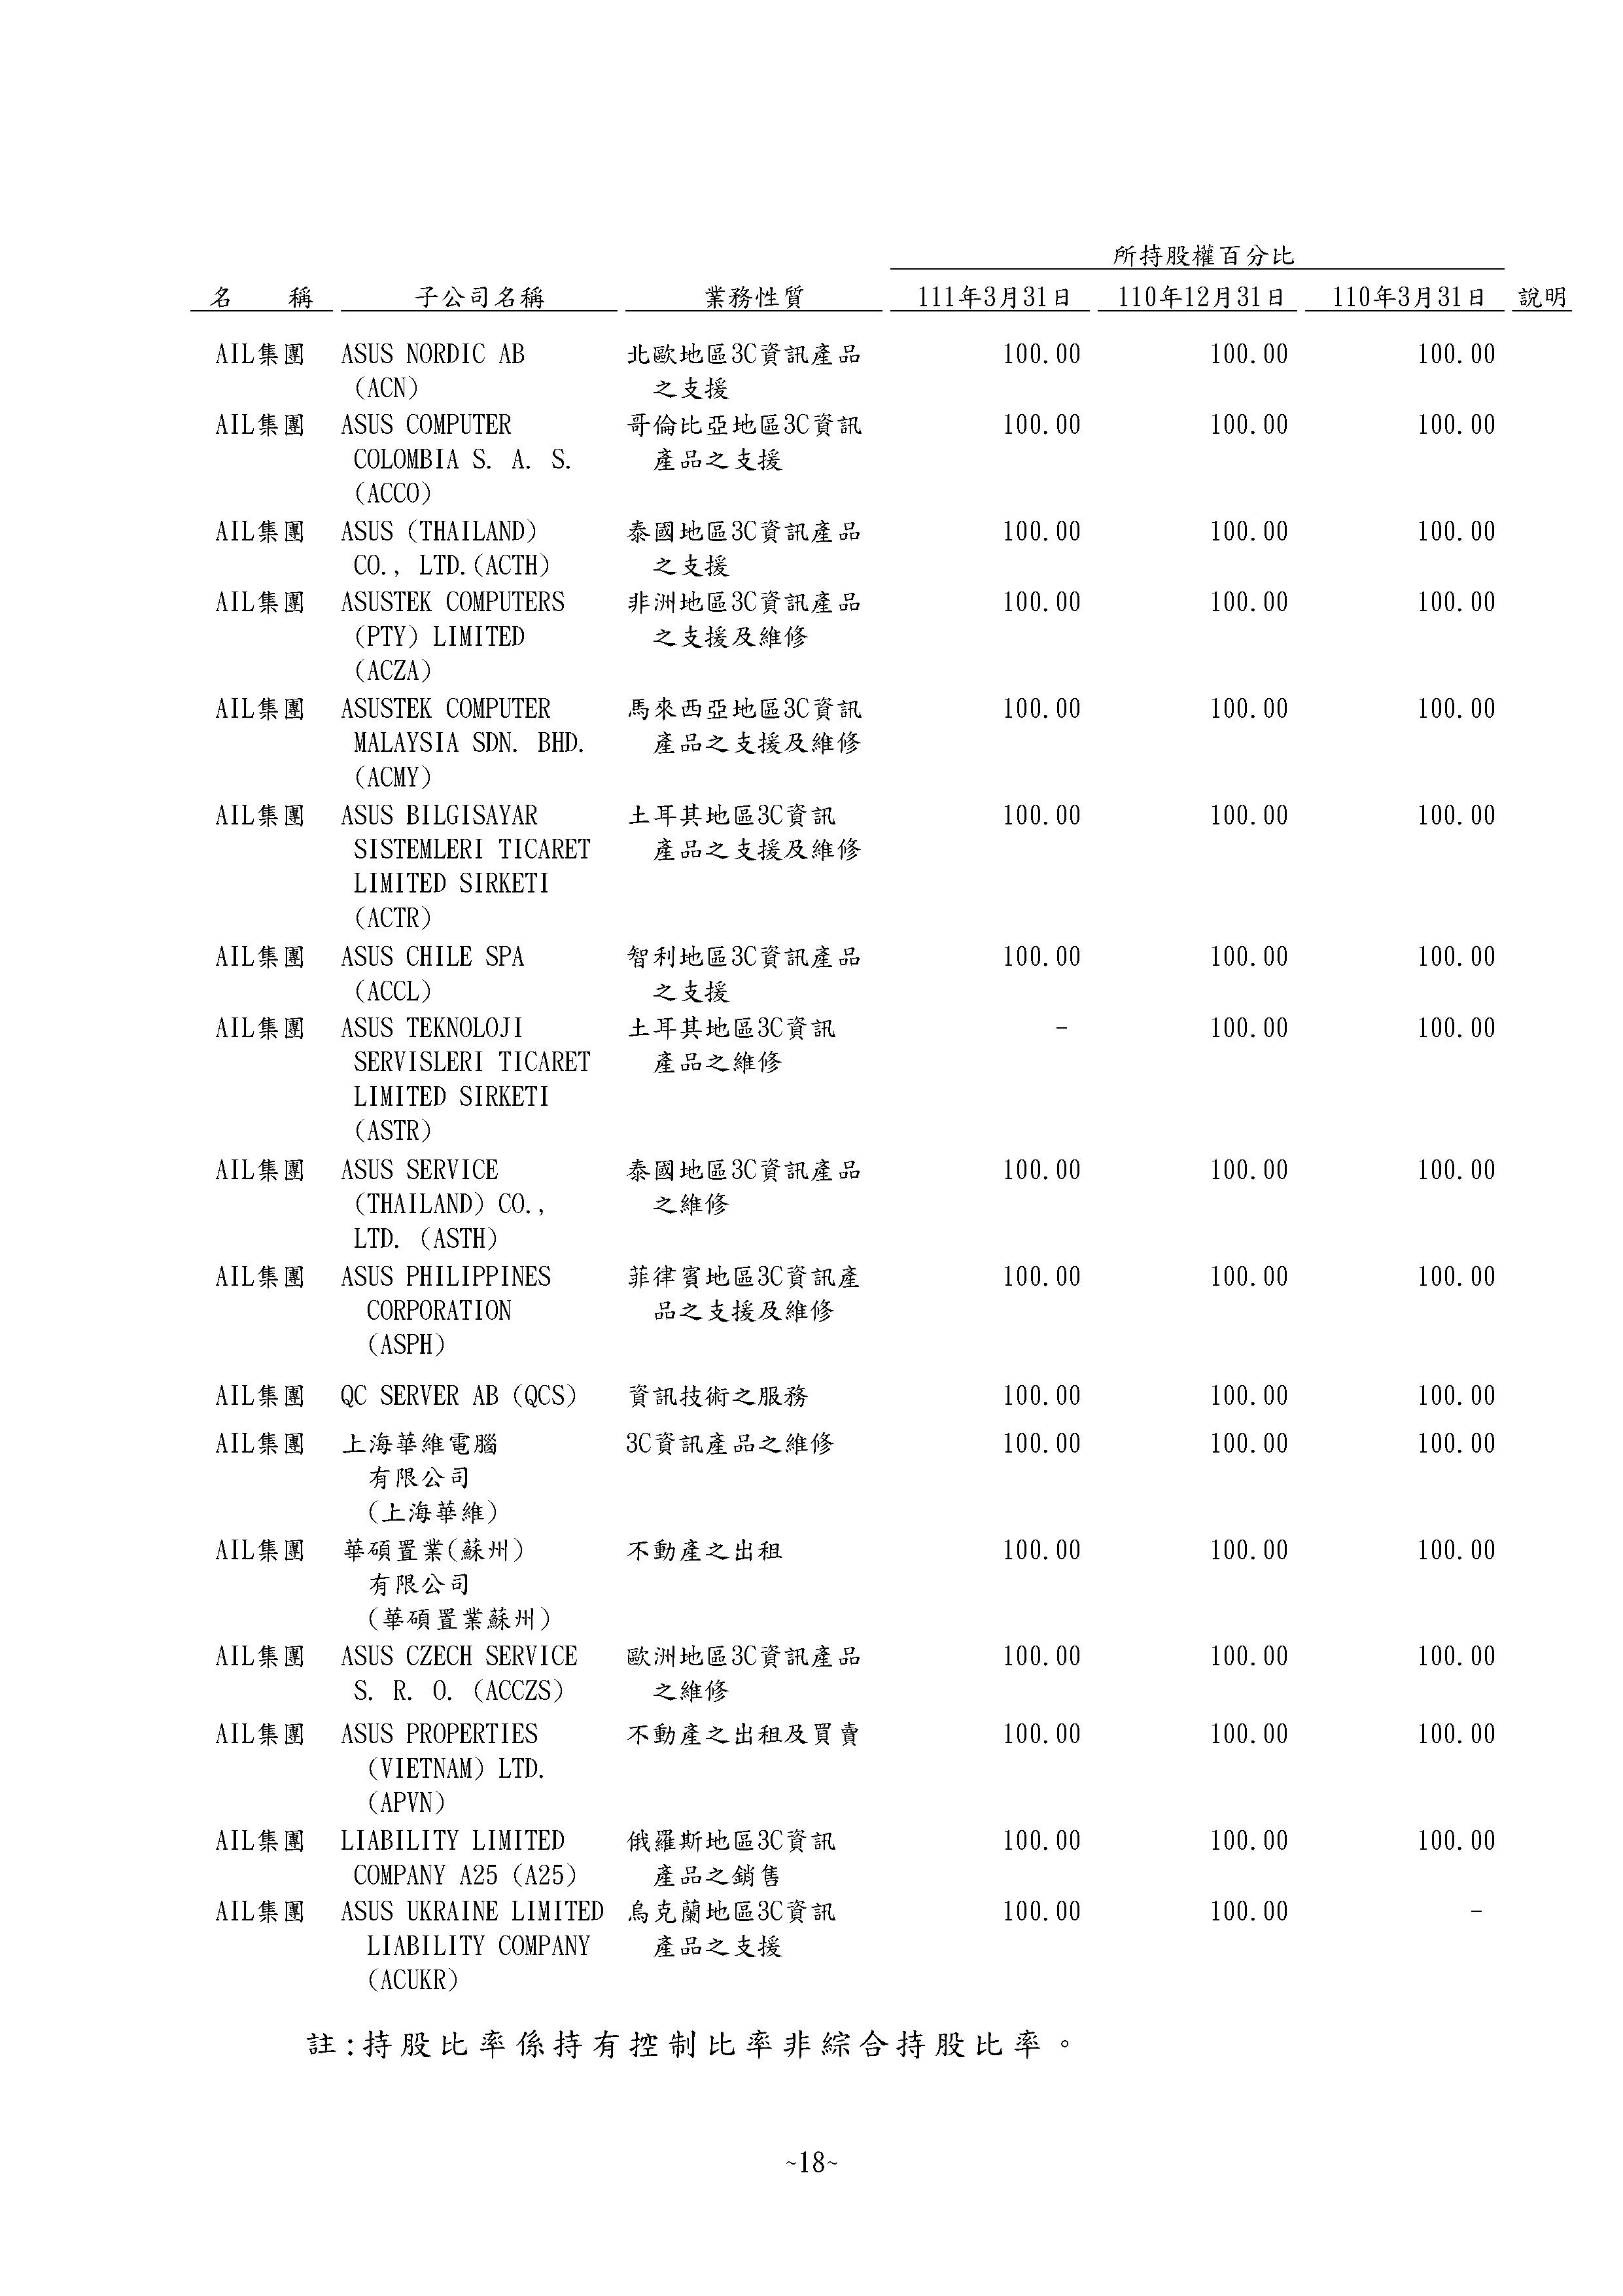 所持股權百分比
名 稱 子公司名稱 業務性質 111年3月31日 110年12月31日 110年3月31日 說明
AIL集團 ASUS NORDIC AB 北歐地區3C資訊產品 100.00 100.00 100.00
(ACN) 之支援
AIL集團 ASUS COMPUTER 哥倫比亞地區3C資訊 100.00 100.00 100.00
COLOMBIA S. A. S. 產品之支援
(ACCO)
AIL集團 ASUS (THAILAND) 泰國地區3C資訊產品 100.00 100.00 100.00
CO., LTD.(ACTH) 之支援
AIL集團 ASUSTEK COMPUTERS 非洲地區3C資訊產品 100.00 100.00 100.00
(PTY) LIMITED 之支援及維修
(ACZA)
AIL集團 ASUSTEK COMPUTER 馬來西亞地區3C資訊 100.00 100.00 100.00
MALAYSIA SDN. BHD. 產品之支援及維修
(ACMY)
AIL集團 ASUS BILGISAYAR 土耳其地區3C資訊 100.00 100.00 100.00
SISTEMLERI TICARET 產品之支援及維修
LIMITED SIRKETI
(ACTR)
AIL集團 ASUS CHILE SPA 智利地區3C資訊產品 100.00 100.00 100.00
(ACCL) 之支援
AIL集團 ASUS TEKNOLOJI 土耳其地區3C資訊 - 100.00 100.00
SERVISLERI TICARET 產品之維修
LIMITED SIRKETI
(ASTR)
AIL集團 ASUS SERVICE 泰國地區3C資訊產品 100.00 100.00 100.00
(THAILAND) CO., 之維修
LTD. (ASTH)
AIL集團 ASUS PHILIPPINES 菲律賓地區3C資訊產 100.00 100.00 100.00
CORPORATION 品之支援及維修
(ASPH)
AIL集團 QC SERVER AB (QCS) 資訊技術之服務 100.00 100.00 100.00
AIL集團 上海華維電腦 3C資訊產品之維修 100.00 100.00 100.00
有限公司
(上海華維)
AIL集團 華碩置業(蘇州) 不動產之出租 100.00 100.00 100.00
有限公司
(華碩置業蘇州)
AIL集團 ASUS CZECH SERVICE 歐洲地區3C資訊產品 100.00 100.00 100.00
S. R. O. (ACCZS) 之維修
AIL集團 ASUS PROPERTIES 不動產之出租及買賣 100.00 100.00 100.00
(VIETNAM) LTD.
(APVN)
AIL集團 LIABILITY LIMITED 俄羅斯地區3C資訊 100.00 100.00 100.00
COMPANY A25 (A25) 產品之銷售
AIL集團 ASUS UKRAINE LIMITED 烏克蘭地區3C資訊 100.00 100.00 -
LIABILITY COMPANY 產品之支援
(ACUKR)
註:持股比率係持有控制比率非綜合持股比率。
~18~